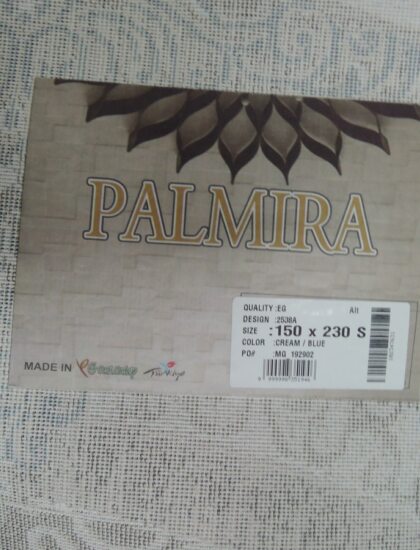 PALMIRA
QUALITY :EG All
DESIGN :2538A
SIZE :150 x 230 S
COLOR :CREAM / BLUE
PO# :MG 192902
MADE IN